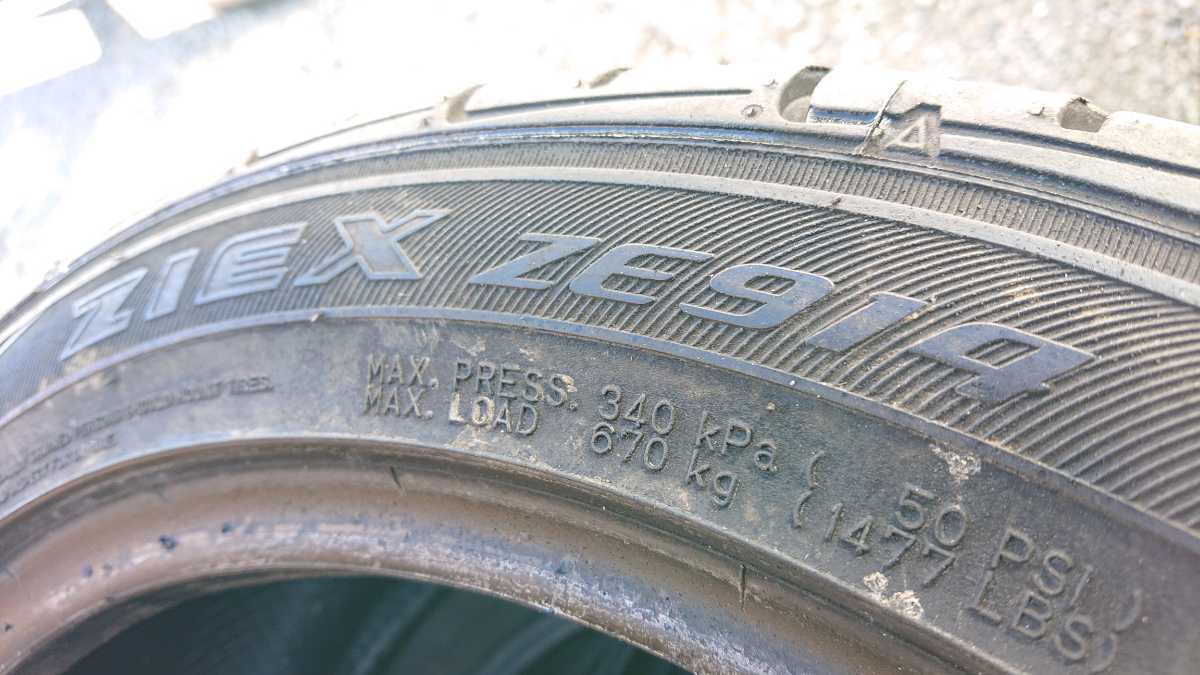 ZIEX ZE914
MAX. PRESS. 340 kPa (50 PSI)
MAX. LOAD 670 kg (1477 LBS)